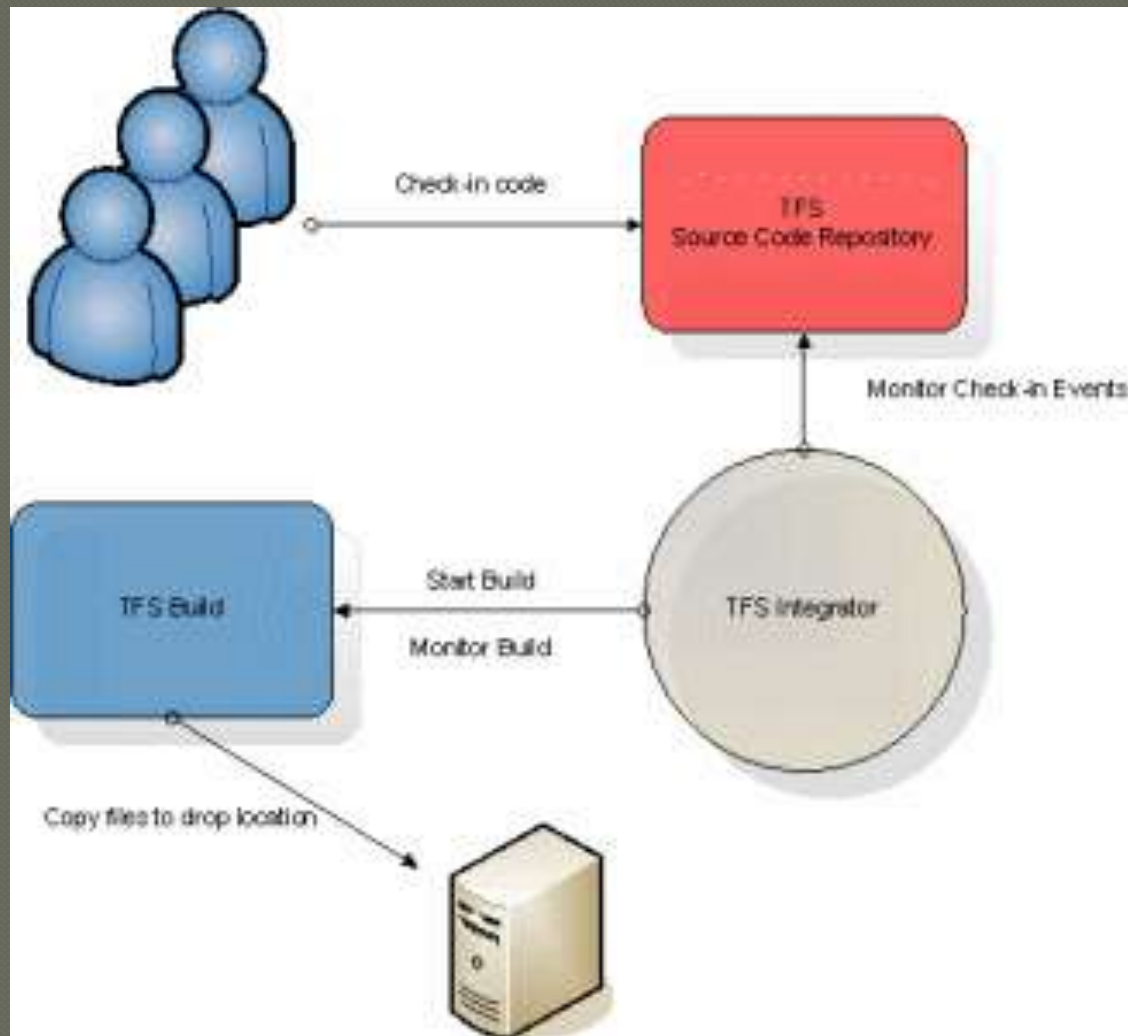 Check-in code
TFS
Source Code Repository
Monitor Check-in Events
TFS Build
Start Build
Monitor Build
TFS Integrator
Copy files to drop location